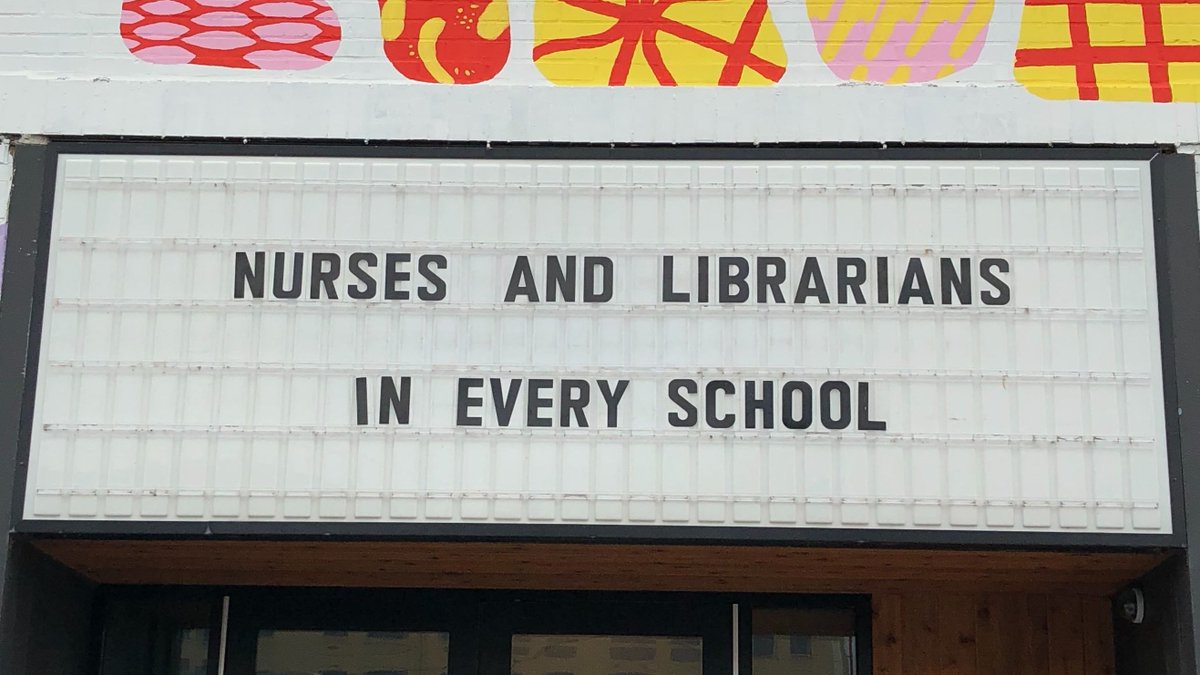 NURSES AND LIBRARIANS
IN EVERY SCHOOL